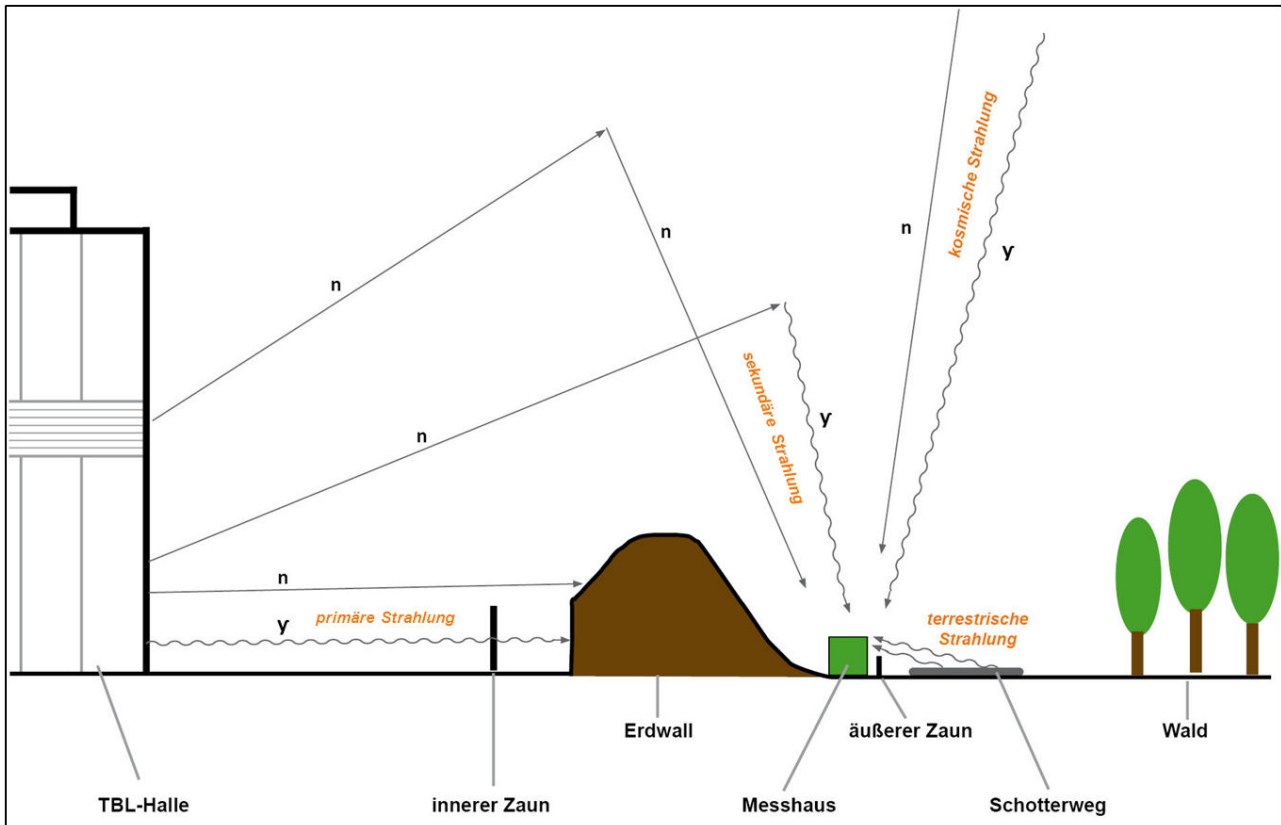 n
kosmische Strahlung
γ
n
n
n
sekundäre Strahlung
γ
n
primäre Strahlung
γ
terrestrische
Strahlung
Erdwall
äußerer Zaun
Wald
TBL-Halle
innerer Zaun
Messhaus
Schotterweg